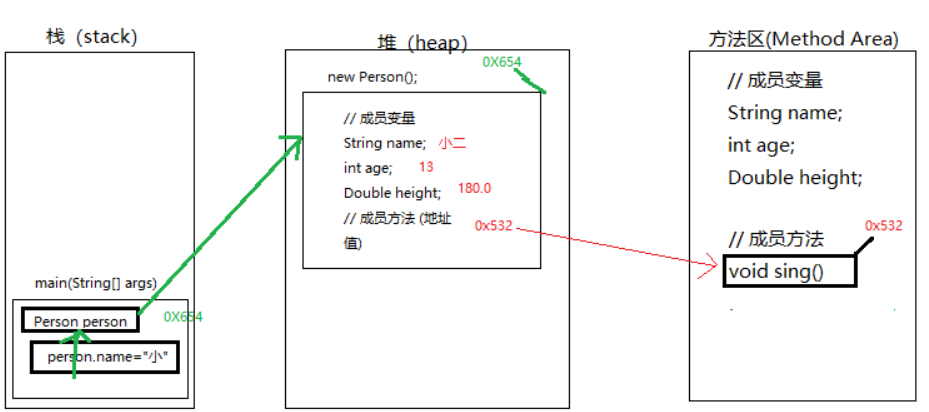 栈（stack）
main(String[] args)
Person person
0X654
person.name="小"
堆（heap）
0X654
new Person();
// 成员变量
String name; 小二
int age; 13
Double height; 180.0
// 成员方法 (地址
值)
0x532
方法区(Method Area)
// 成员变量
String name;
int age;
Double height;
0x532
// 成员方法
void sing()